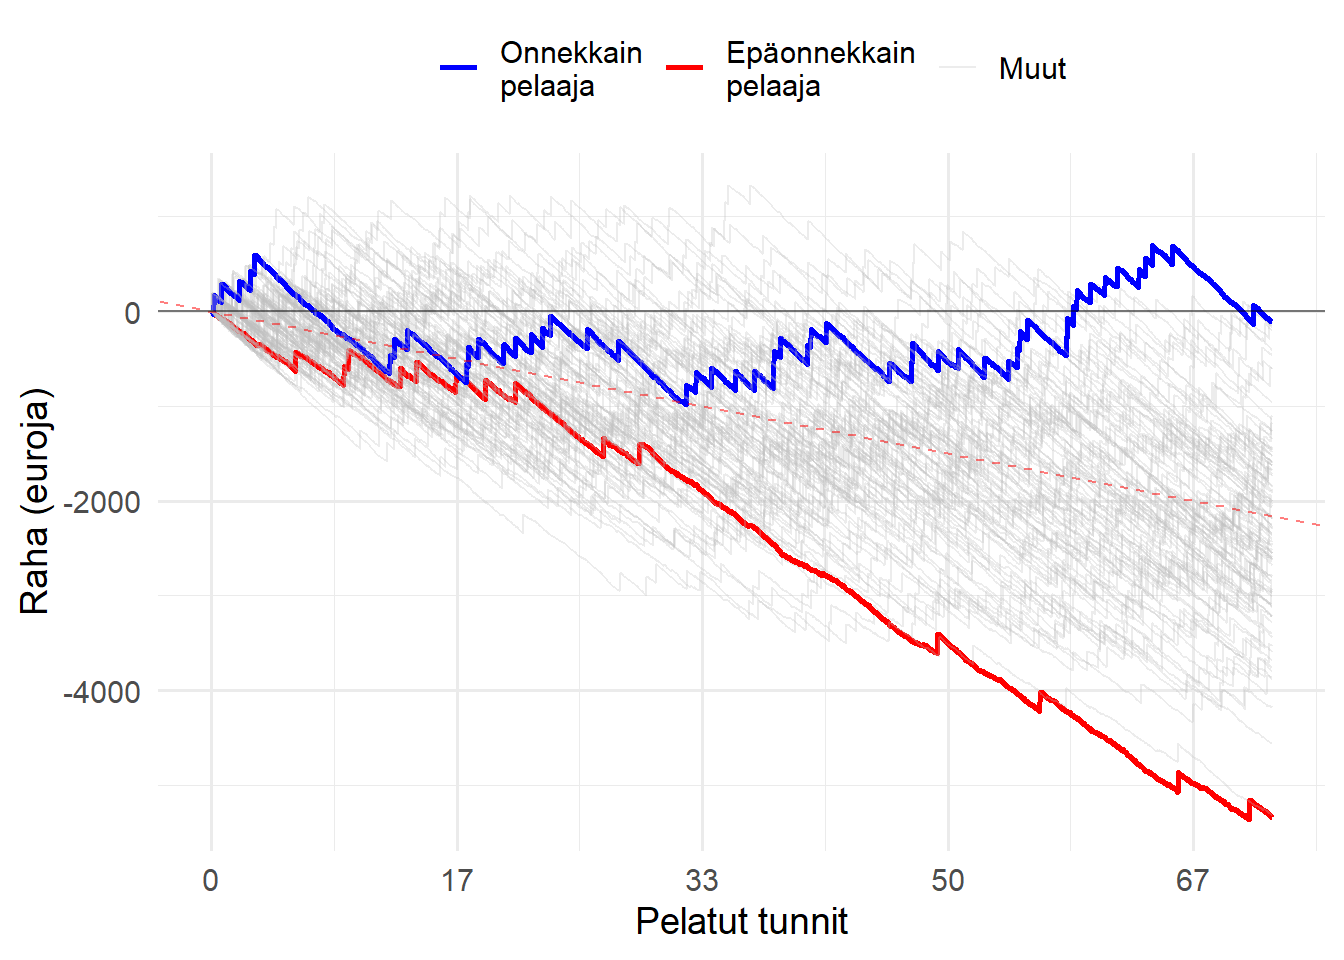 Onnekkain
pelaaja
Epäonnekkain
pelaaja
Muut
Raha (euroja)
0
-2000
-4000
0
17
33
50
67
Pelatut tunnit